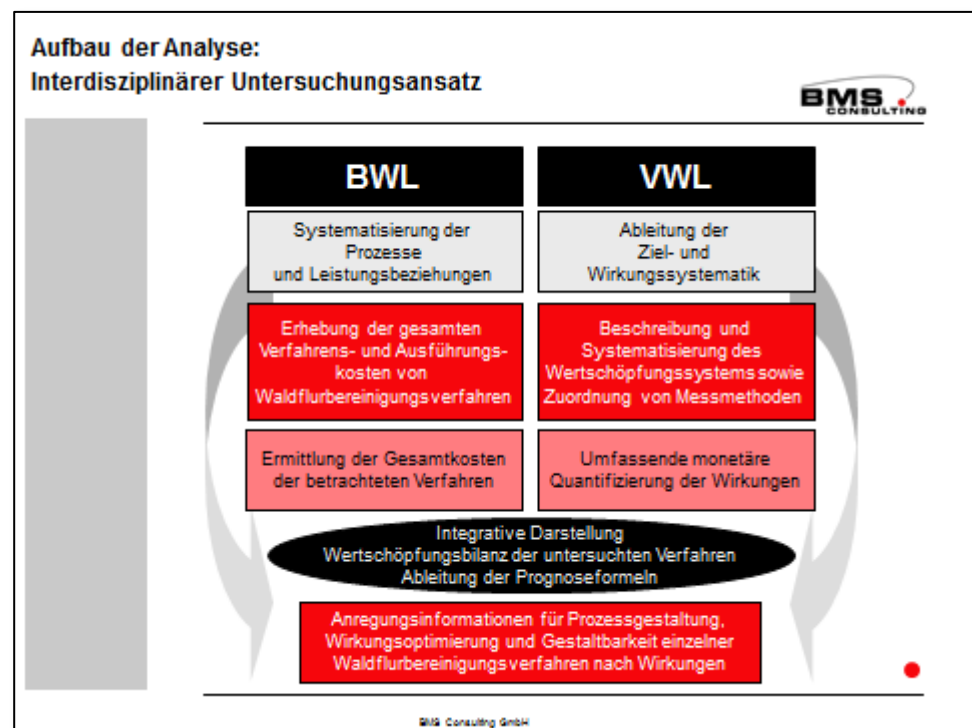 Aufbau der Analyse:
Interdisziplinärer Untersuchungsansatz
BMS
CONSULTING
BWL
Systematisierung der
Prozesse
und Leistungsbeziehungen
Erhebung der gesamten
Verfahrens- und Ausführungs-
kosten von
Waldflurbereinigungsverfahren
Ermittlung der Gesamtkosten
der betrachteten Verfahren
VWL
Ableitung der
Ziel- und
Wirkungssystematik
Beschreibung und
Systematisierung des
Wertschöpfungssystems sowie
Zuordnung von Messmethoden
Umfassende monetäre
Quantifizierung der Wirkungen
Integrative Darstellung
Wertschöpfungsbilanz der untersuchten Verfahren
Ableitung der Prognoseformeln
Anregungsinformationen für Prozessgestaltung,
Wirkungsoptimierung und Gestaltbarkeit einzelner
Waldflurbereinigungsverfahren nach Wirkungen
BMS Consulting GmbH